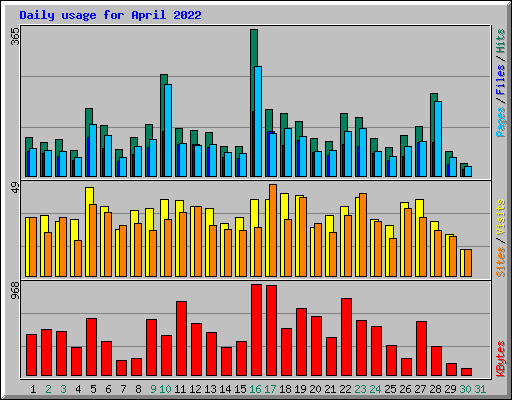 Daily usage for April 2022
365
Pages / Files / Hits
49
Sites / Visits
968
KBytes
1 2 3 4 5 6 7 8 9 10 11 12 13 14 15 16 17 18 19 20 21 22 23 24 25 26 27 28 29 30 31